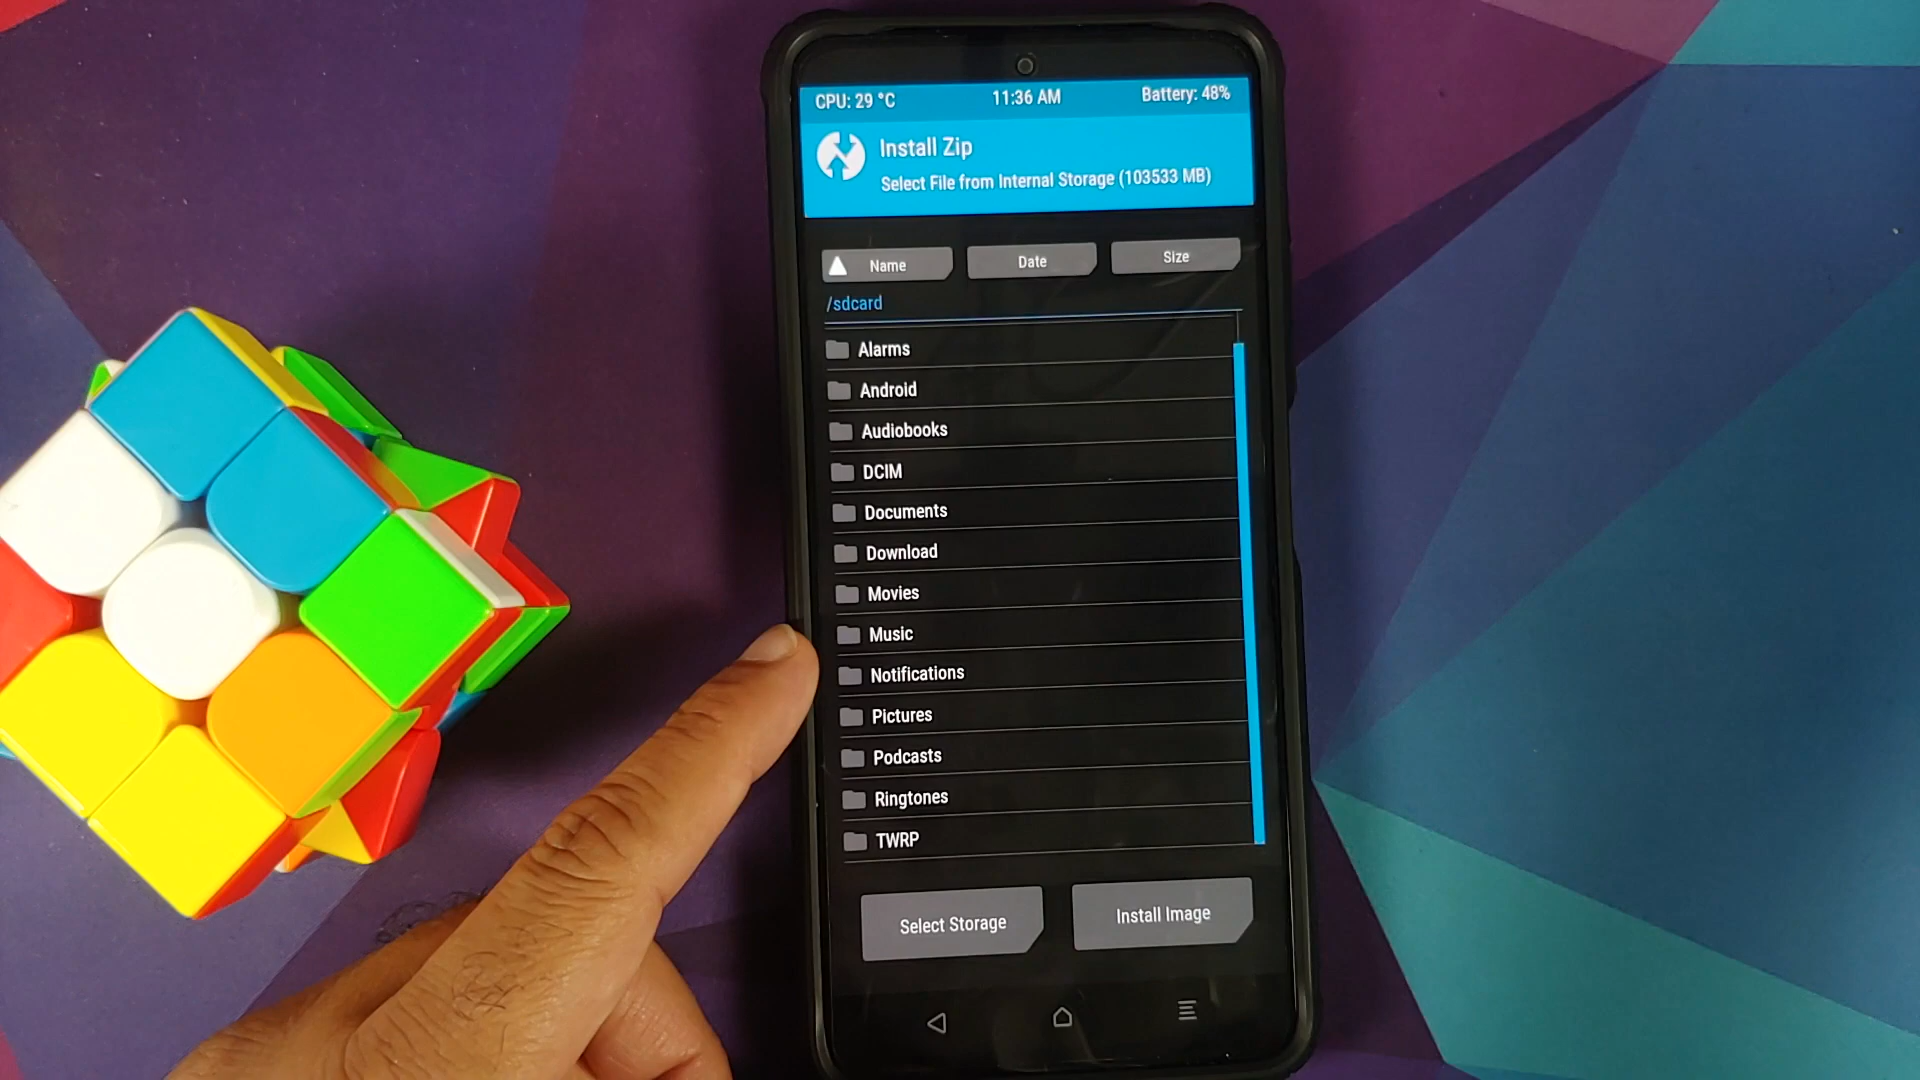 CPU: 29 °C 11:36 AM Battery: 48%
Install Zip
Select File from Internal Storage (103533 MB)
Name Date Size
/sdcard
Alarms
Android
Audiobooks
DCIM
Documents
Download
Movies
Music
Notifications
Pictures
Podcasts
Ringtones
TWRP
Select Storage Install Image